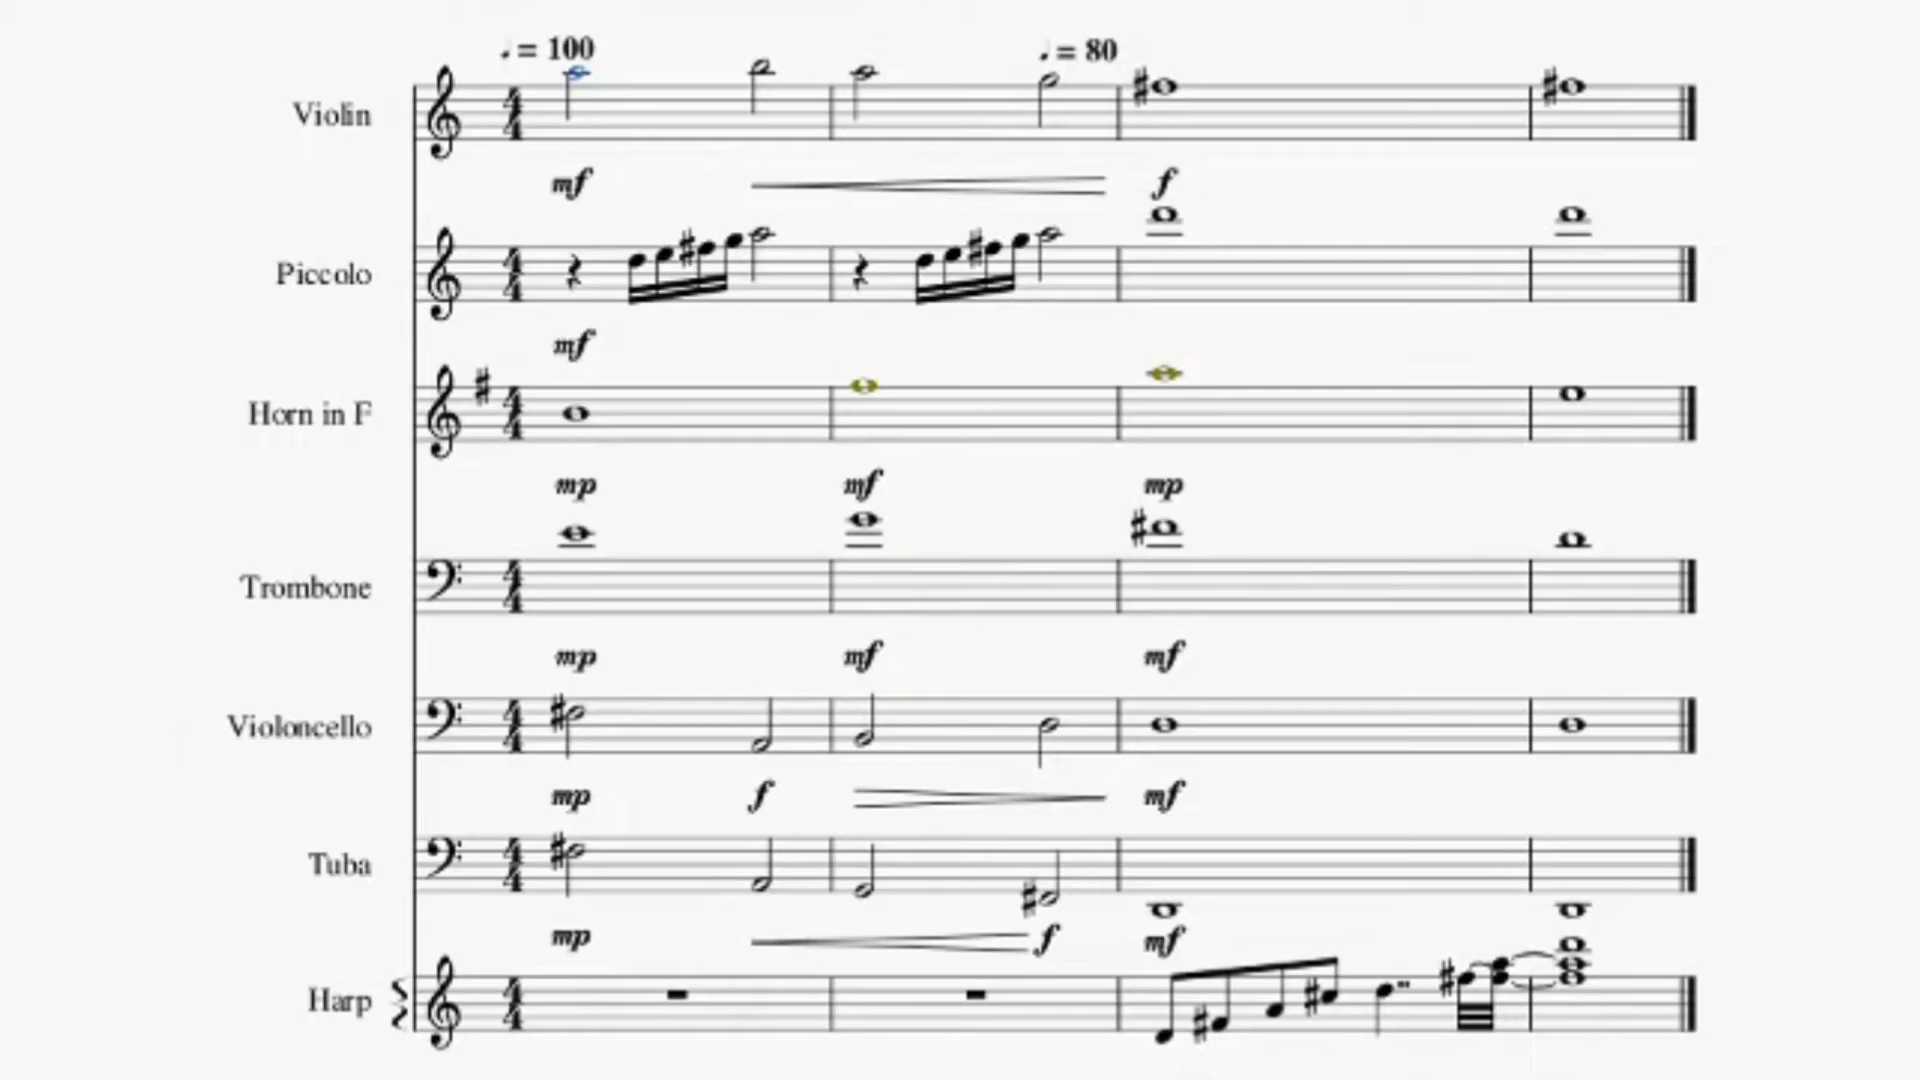 ♩ = 100
♩ = 80
Violin
mf
f
Piccolo
mf
Horn in F
mp mf mp
Trombone
mp mf mf
Violoncello
mp f mf
Tuba
mp f mf
Harp